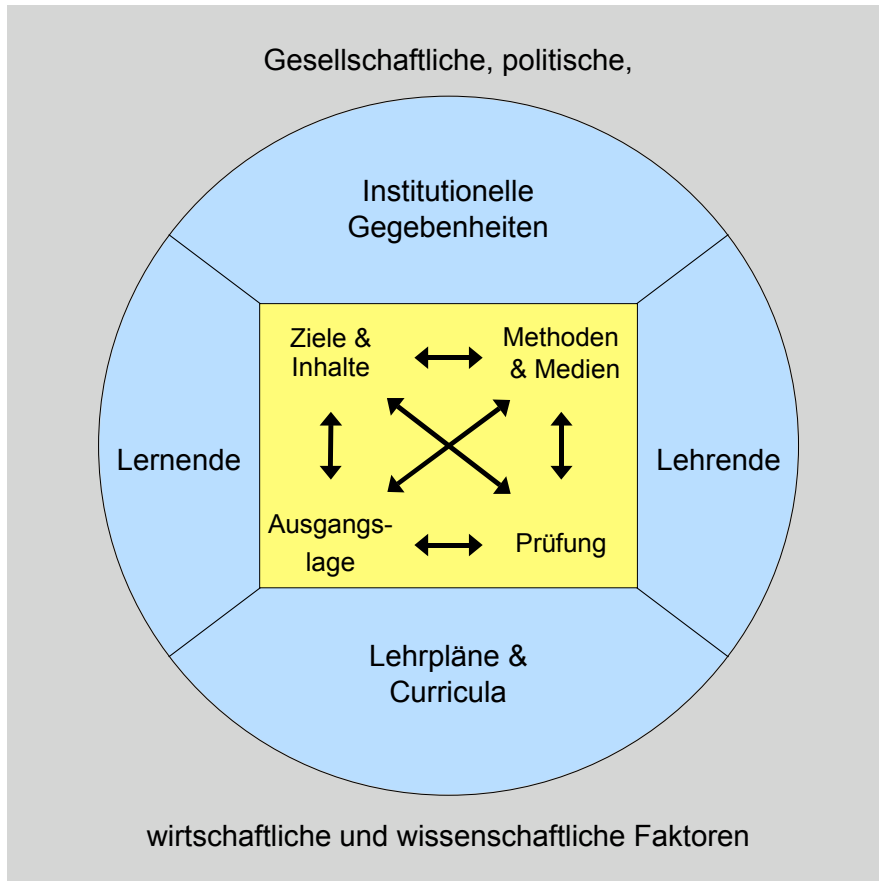 Gesellschaftliche, politische,
Institutionelle
Gegebenheiten
Ziele &
Inhalte
Methoden
& Medien
Lernende
Lehrende
Ausgangs-
lage
Prüfung
Lehrpläne &
Curricula
wirtschaftliche und wissenschaftliche Faktoren